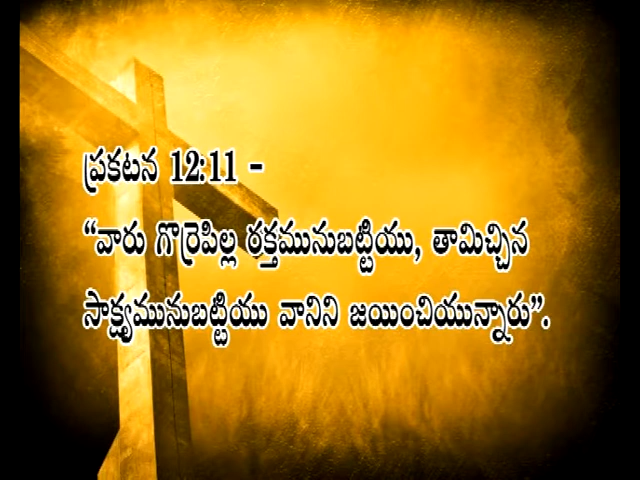 ప్రకటన 12:11 -
“వారు గొర్రెపిల్ల రక్తమునుబట్టియు, తామిచ్చిన
సాక్ష్యమునుబట్టియు వానిని జయించియున్నారు”.